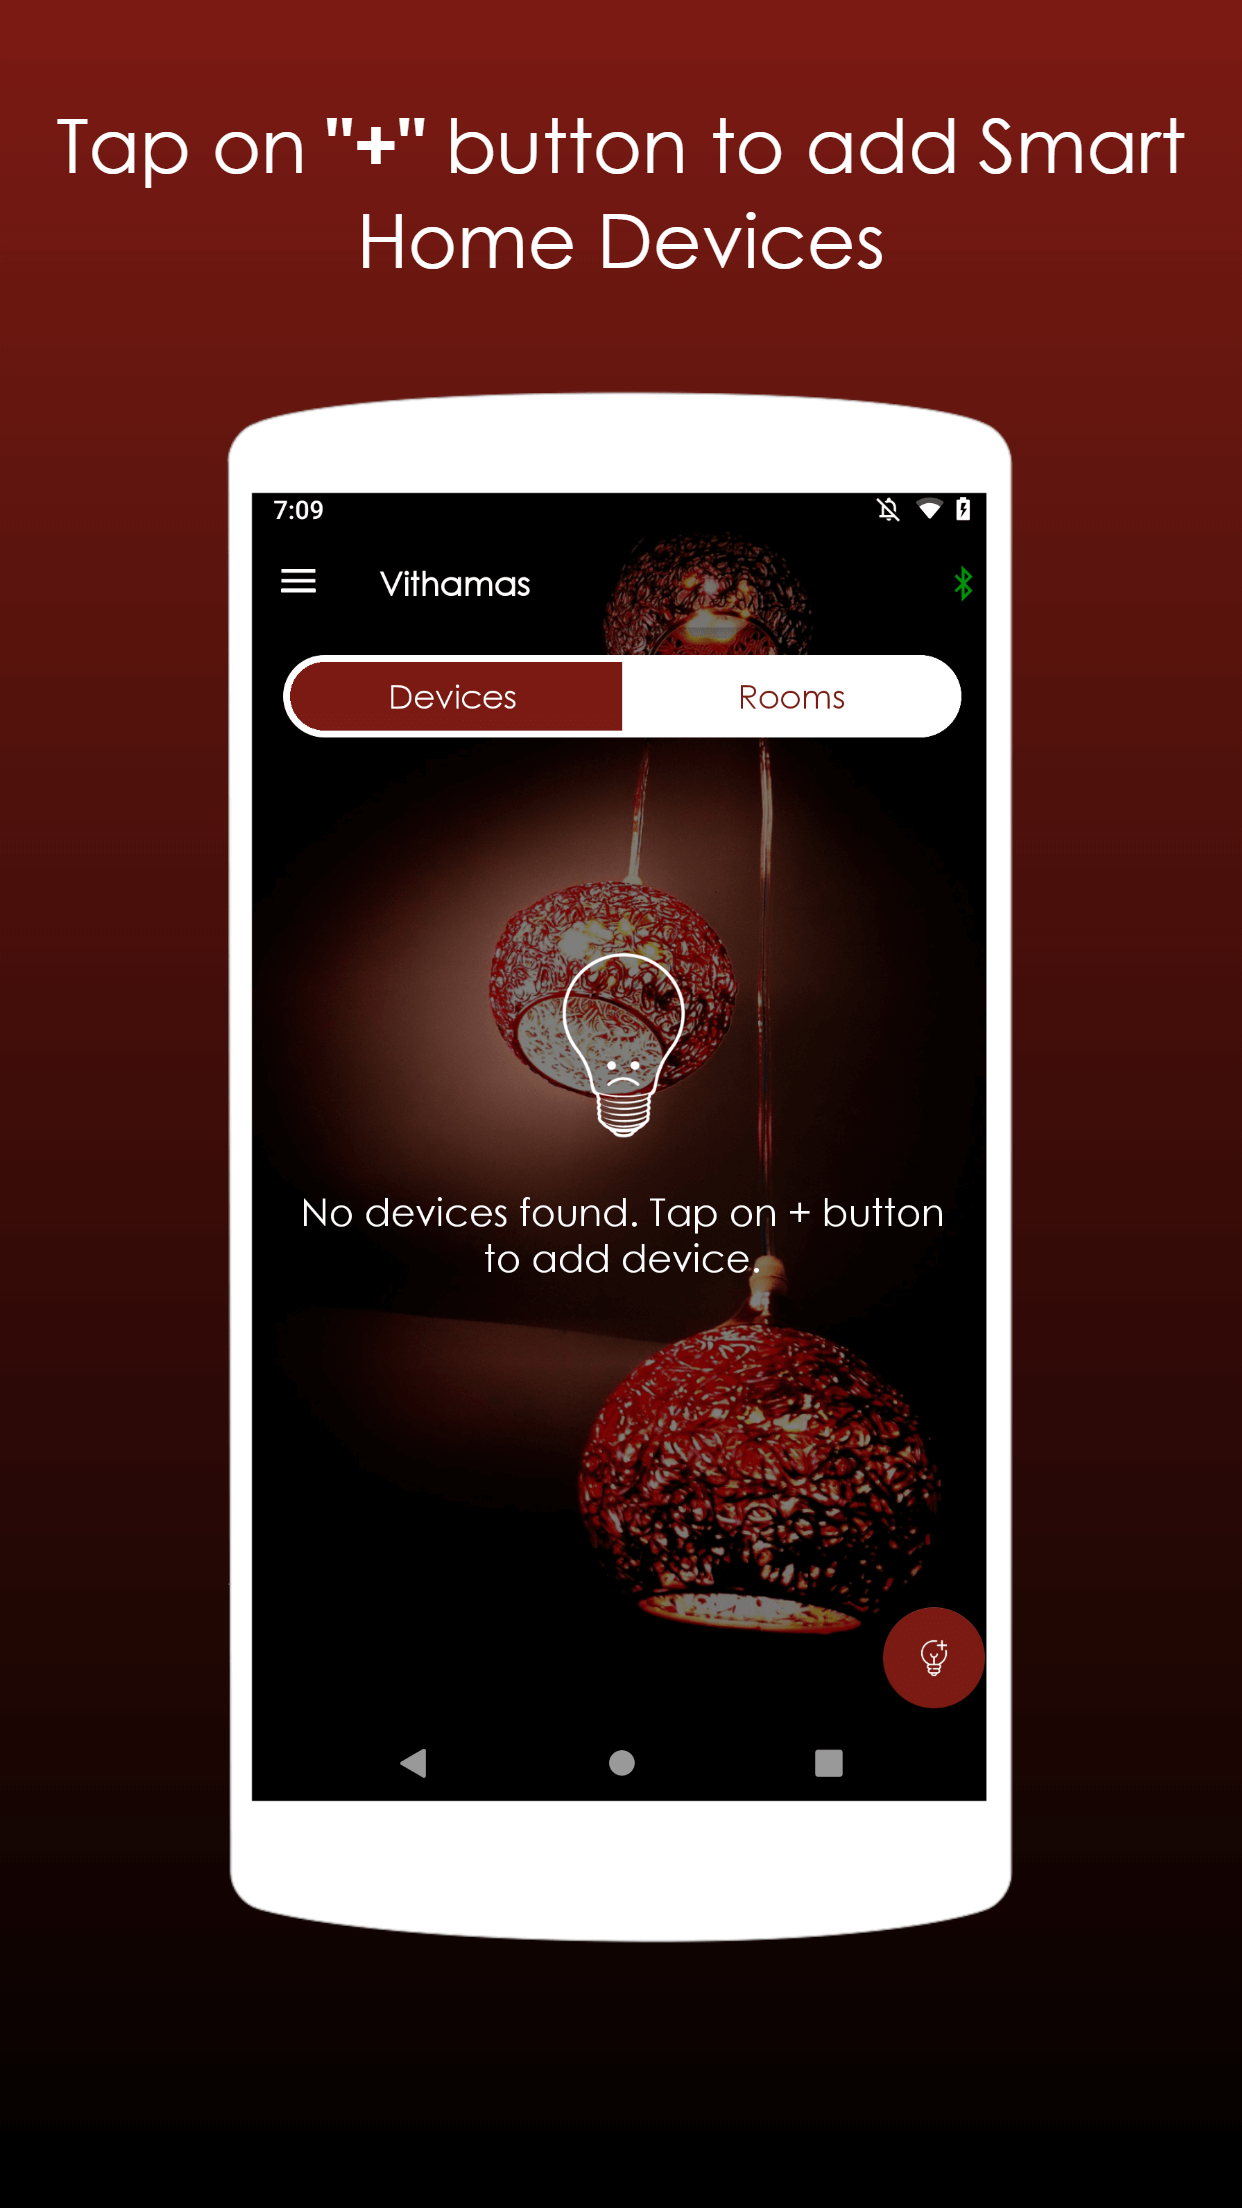 Tap on "+" button to add Smart
Home Devices
7:09
Vithamas
Devices
Rooms
No devices found. Tap on + button
to add device.